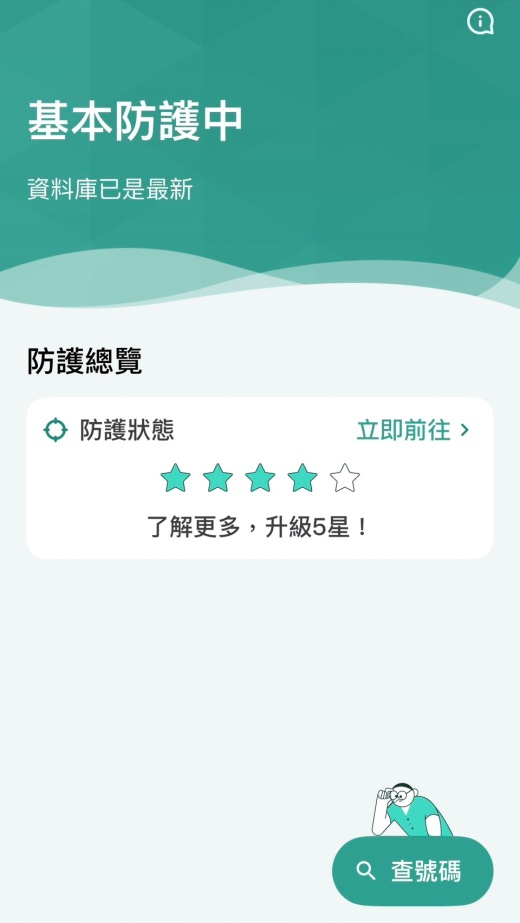 基本防護中
資料庫已是最新
防護總覽
防護狀態
立即前往
了解更多，升級5星！
查號碼